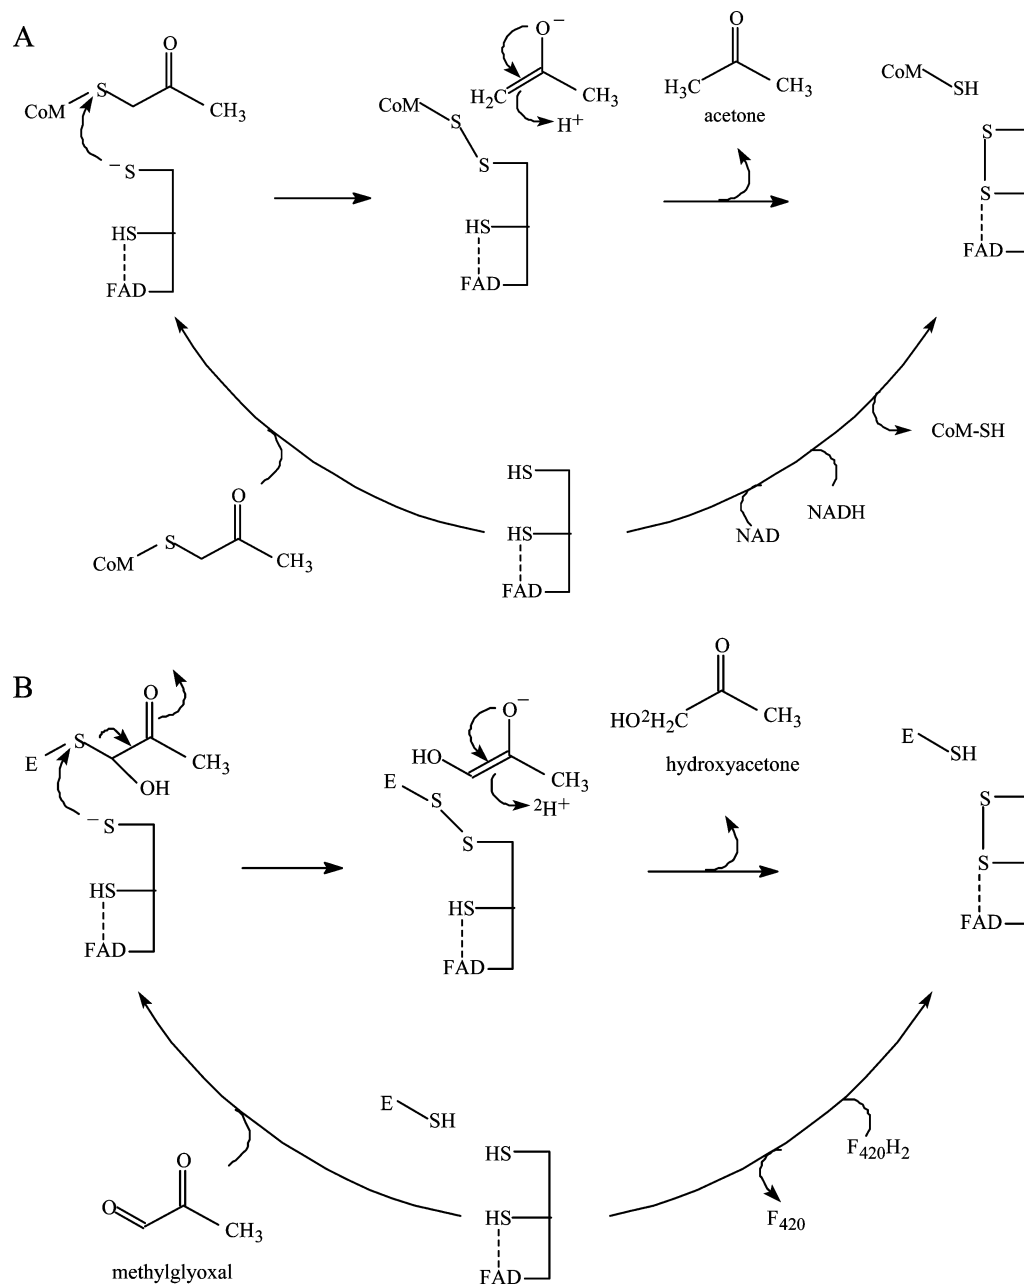 A
O
CoM
S
CH₃
⁻S
HS
FAD
O⁻
H₂C
CH₃
H⁺
CoM
S
S
HS
FAD
O
H₃C
CH₃
acetone
CoM
SH
S
S
FAD
O
CoM
S
CH₃
HS
HS
FAD
NAD
NADH
CoM-SH
B
O
S
E
CH₃
OH
⁻S
HS
FAD
O⁻
HO
CH₃
²H⁺
E
S
S
HS
FAD
O
HO²H₂C
CH₃
hydroxyacetone
E
SH
S
S
FAD
O
O
CH₃
methylglyoxal
E
SH
HS
HS
FAD
F₄₂₀H₂
F₄₂₀